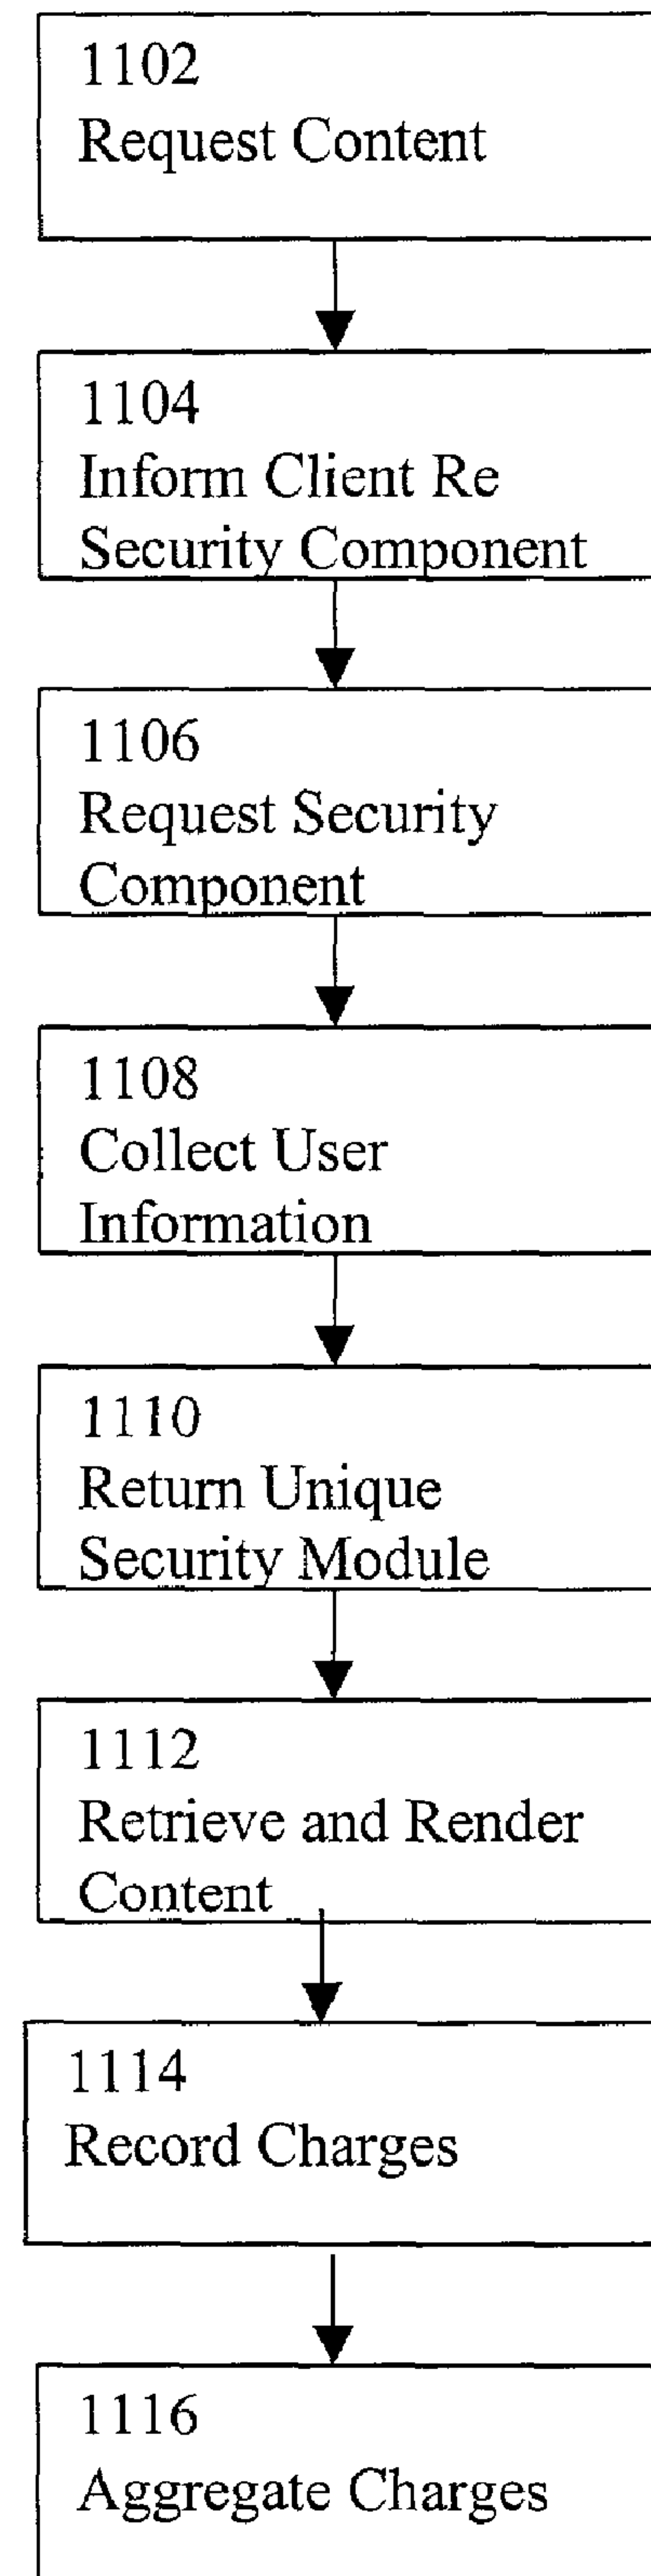 1102
Request Content
1104
Inform Client Re
Security Component
1106
Request Security
Component
1108
Collect User
Information
1110
Return Unique
Security Module
1112
Retrieve and Render
Content
1114
Record Charges
1116
Aggregate Charges